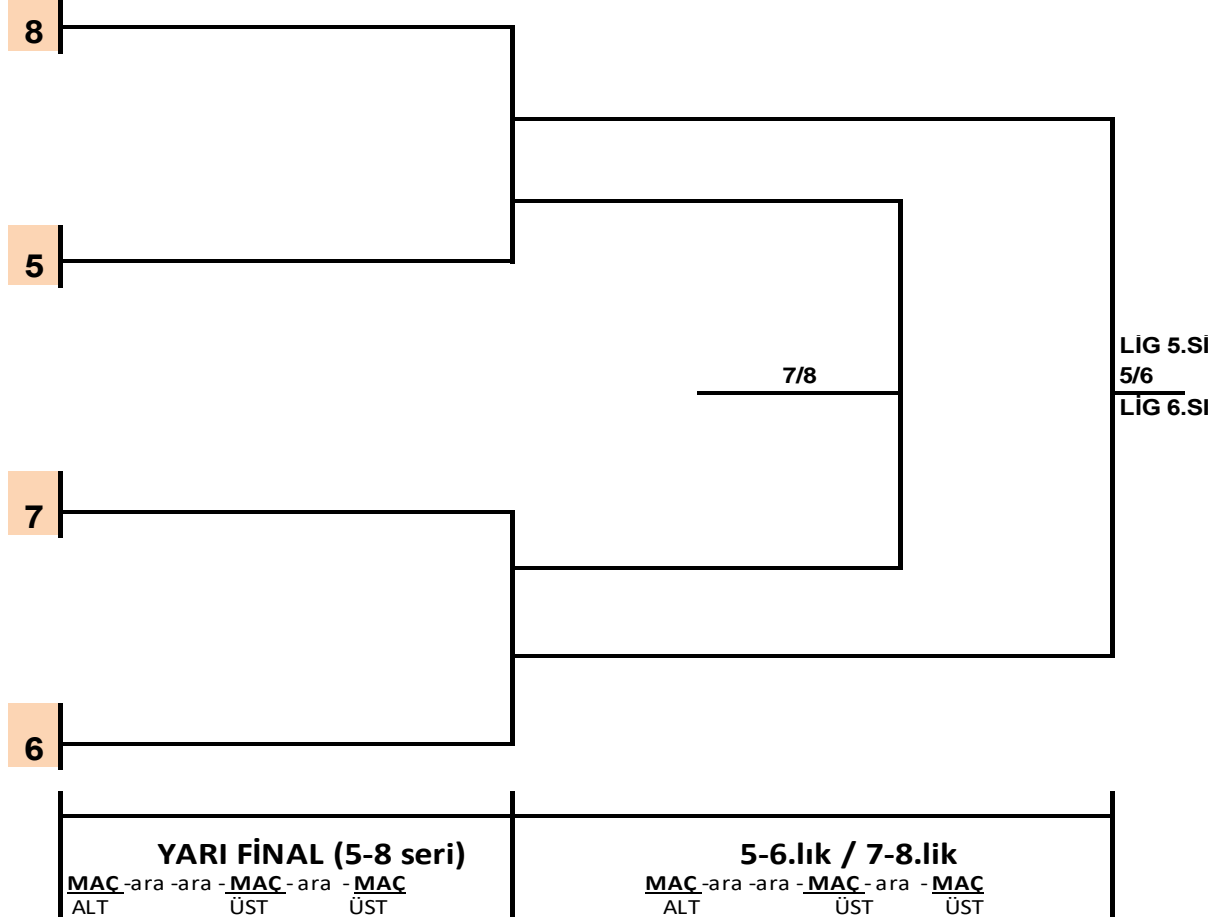 8
5
LİG 5.Sİ
7/8
5/6
LİG 6.SI
7
6
YARI FİNAL (5-8 seri)
MAÇ -ara -ara - MAÇ - ara - MAÇ
ALT ÜST ÜST
5-6.lık / 7-8.lik
MAÇ -ara -ara - MAÇ - ara - MAÇ
ALT ÜST ÜST